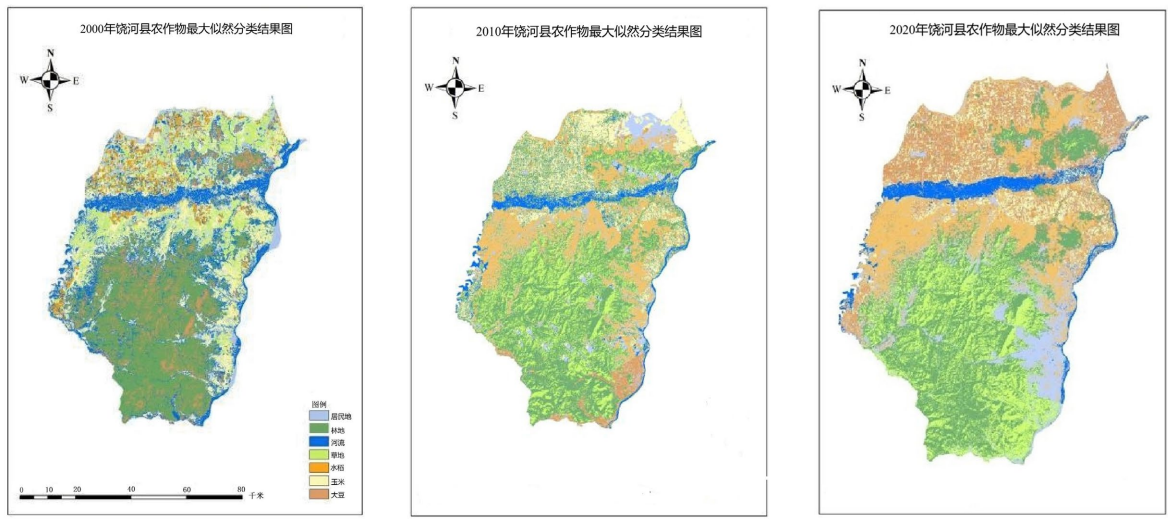 2000年饶河县农作物最大似然分类结果图
N
W E
S
图例
居民地
林地
河流
草地
水稻
玉米
大豆
0 10 20 40 60 80 千米
2010年饶河县农作物最大似然分类结果图
N
W E
S
2020年饶河县农作物最大似然分类结果图
N
W E
S